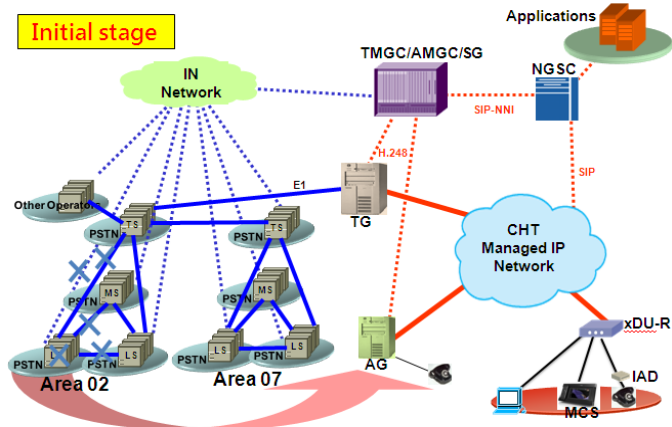 Initial stage
Applications
TMGC/AMGC/SG
NGSC
IN
Network
SIP-NNI
H.248
SIP
E1
Other Operators
TS
PSTN
TS
PSTN
TG
CHT
Managed IP
Network
MS
PSTN
MS
PSTN
xDU-R
LS
PSTN
LS
PSTN
LS
PSTN
LS
PSTN
AG
IAD
MCS
Area 02
Area 07